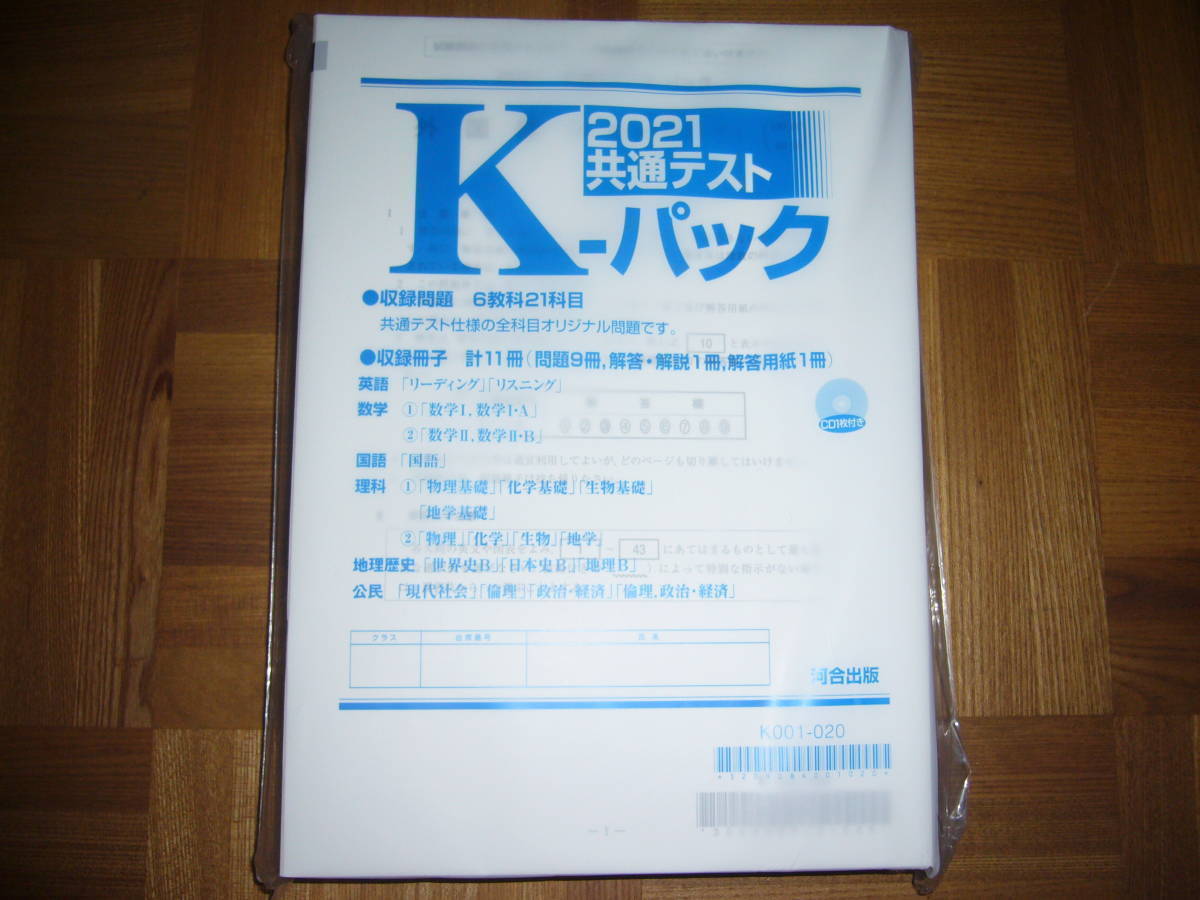 K-パック
2021
共通テスト
●収録問題 6教科21科目
共通テスト仕様の全科目オリジナル問題です。
●収録冊子 計11冊(問題9冊,解答・解説1冊,解答用紙1冊)
英語 「リーディング」「リスニング」
CD1枚付き
数学 ①「数学Ⅰ,数学Ⅰ・A」
②「数学Ⅱ,数学Ⅱ・B」
国語 「国語」
理科 ①「物理基礎」「化学基礎」「生物基礎」
「地学基礎」
②「物理」「化学」「生物」「地学」
地理歴史 「世界史B」「日本史B」「地理B」
公民 「現代社会」「倫理」「政治・経済」「倫理,政治・経済」
クラス 出席番号 氏名
河合出版
K001-020
― 1 ―